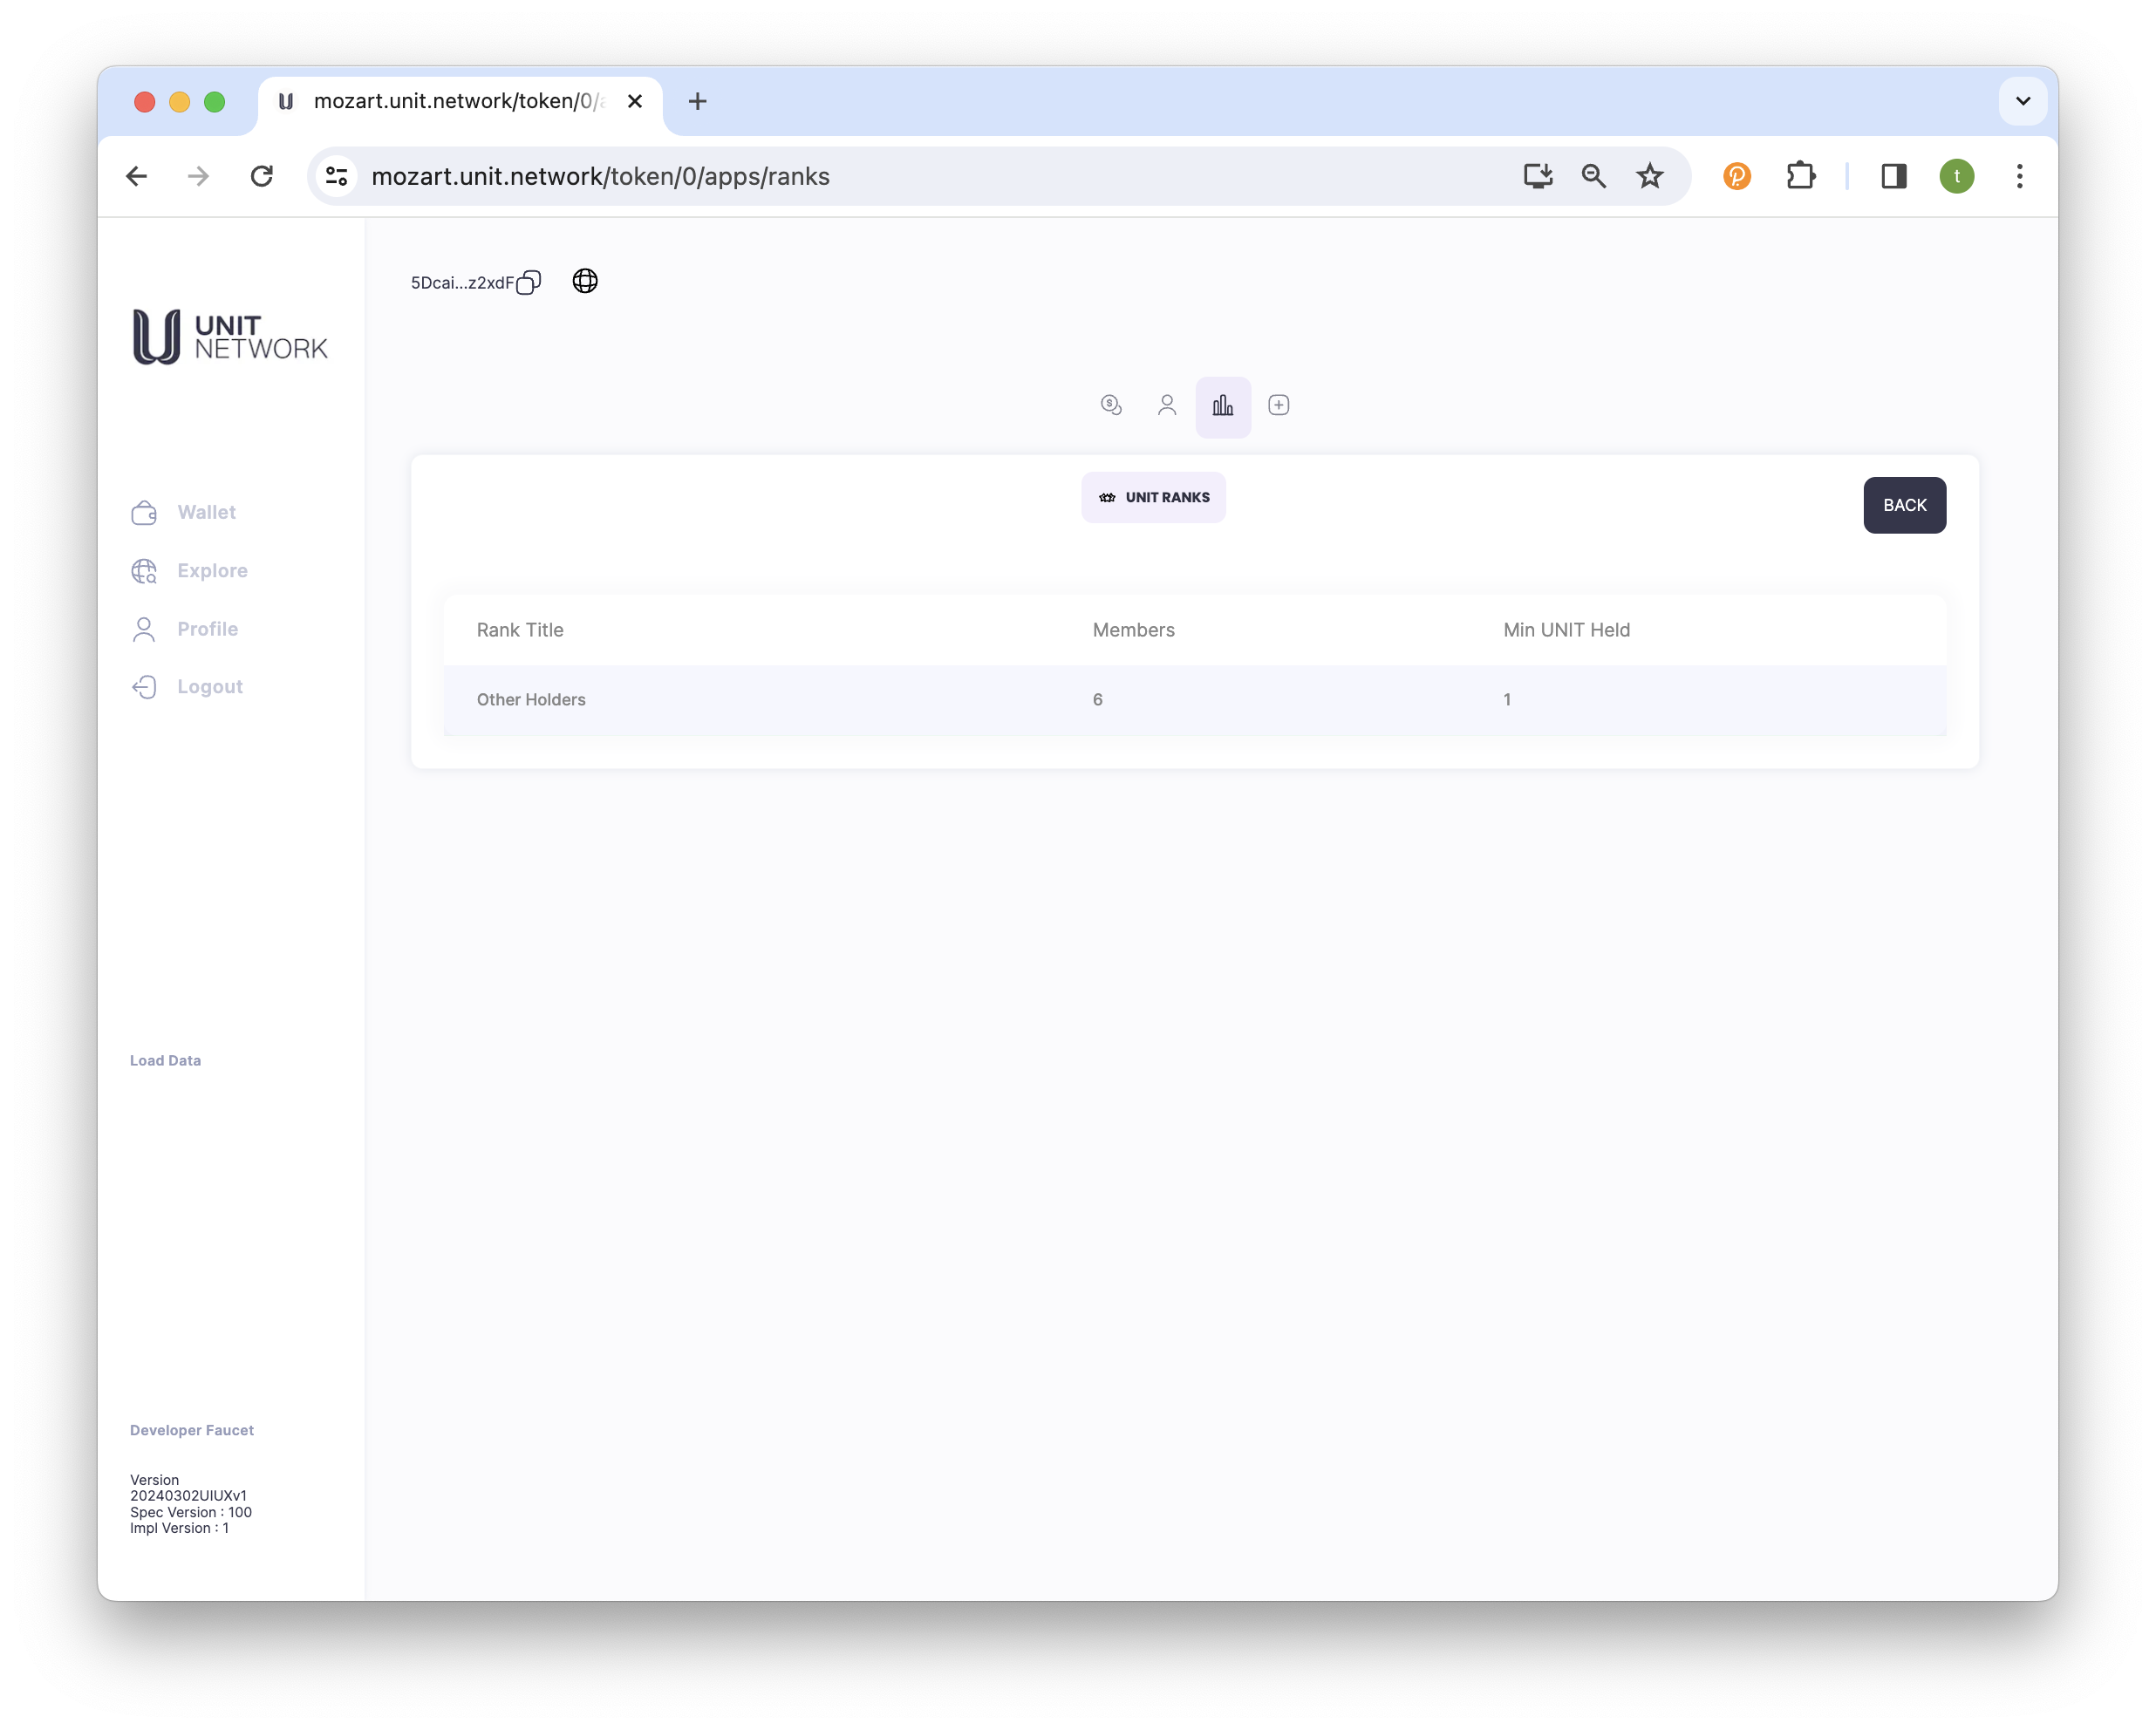 mozart.unit.network/token/0/a
mozart.unit.network/token/0/apps/ranks
t
UNIT
NETWORK
5Dcai...z2xdF
Wallet
Explore
Profile
Logout
UNIT RANKS
BACK
Rank Title Members Min UNIT Held
Other Holders 6 1
Load Data
Developer Faucet
Version
20240302UIUXv1
Spec Version : 100
Impl Version : 1